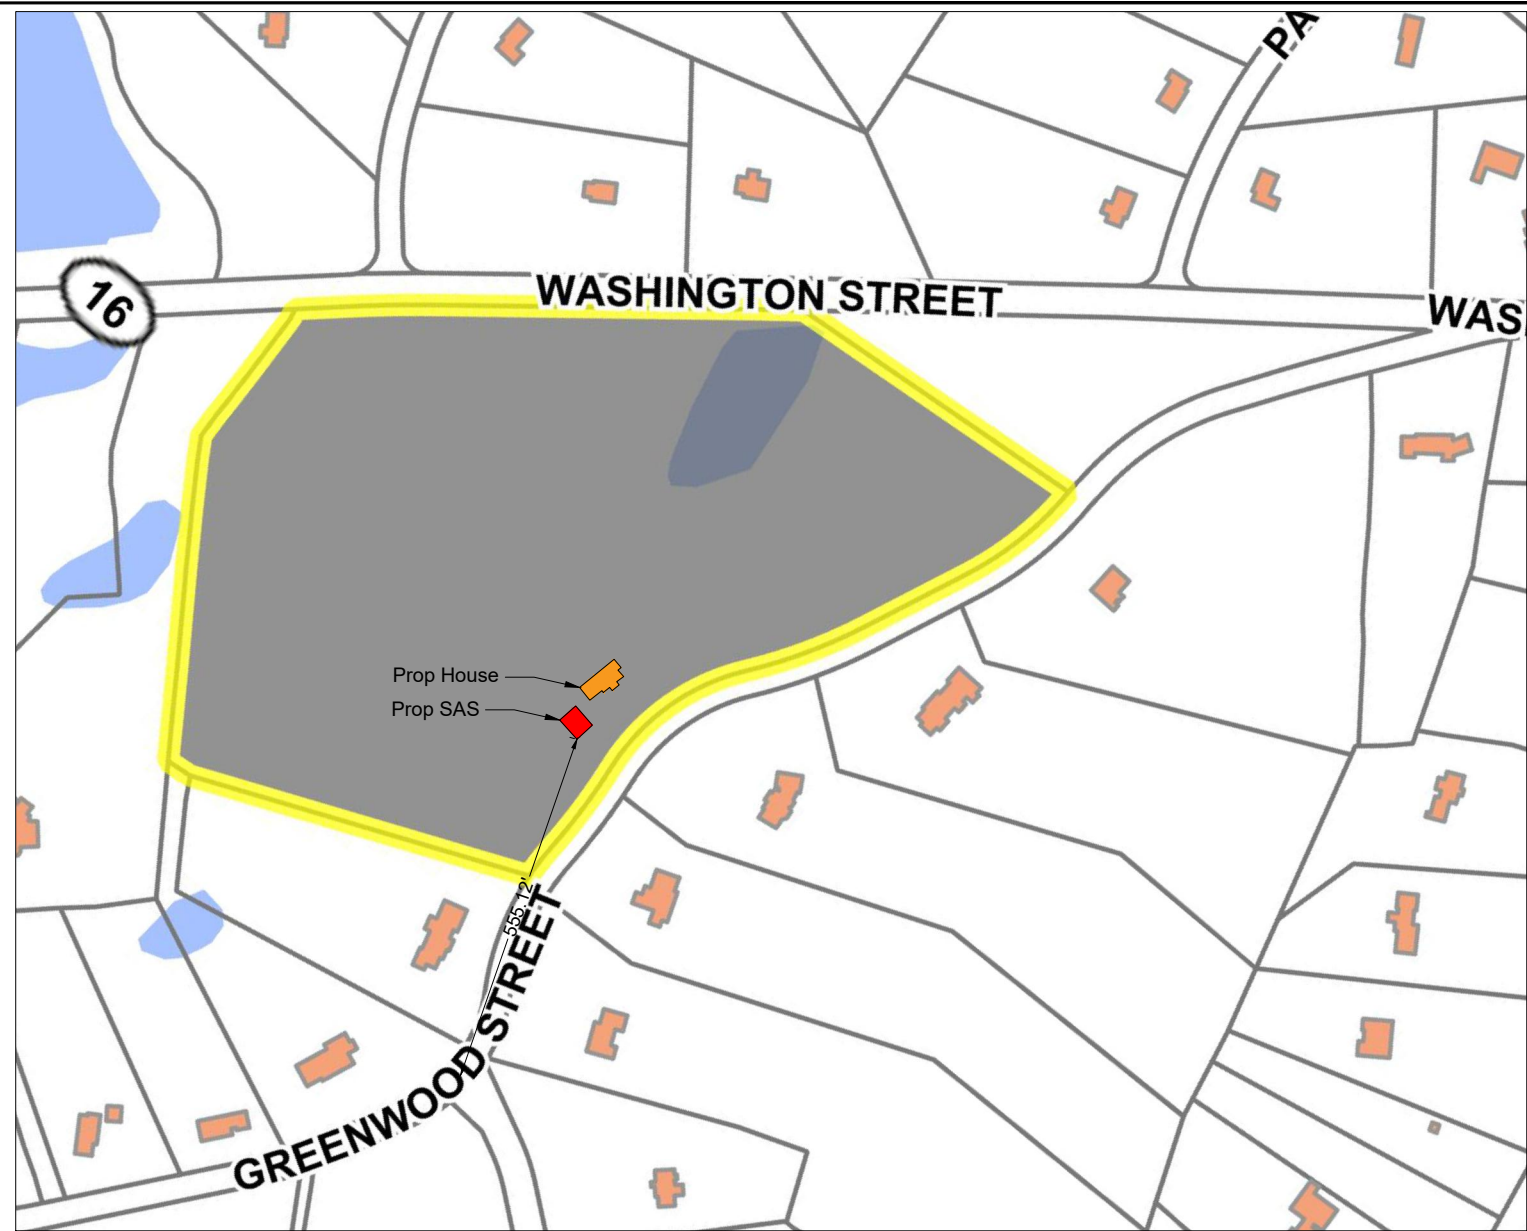 PA
WASHINGTON STREET
16
WAS
Prop House
Prop SAS
555.12'
GREENWOOD STREET